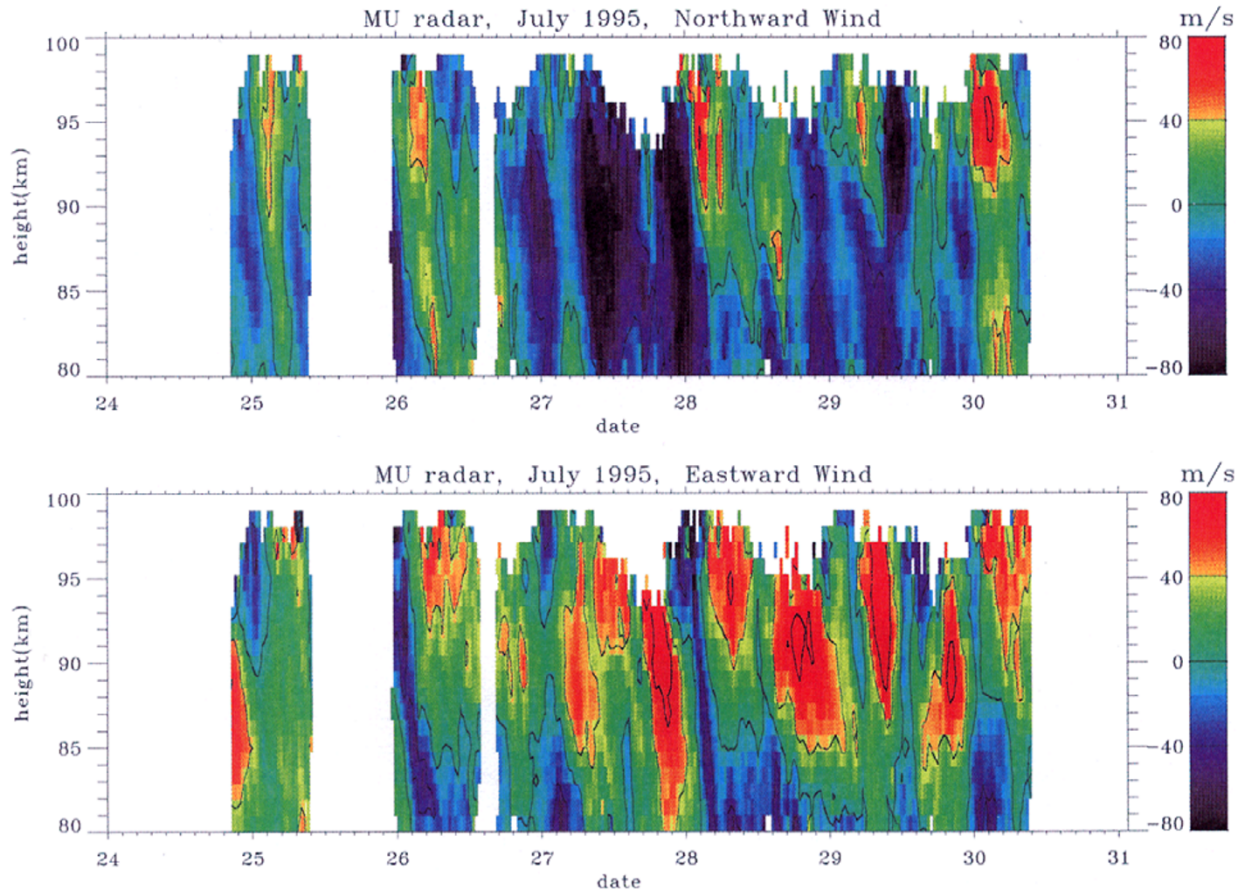 MU radar, July 1995, Northward Wind
m/s
100
95
90
85
80
height(km)
80
40
0
−40
−80
24 25 26 27 28 29 30 31
date
MU radar, July 1995, Eastward Wind
m/s
100
95
90
85
80
height(km)
80
40
0
−40
−80
24 25 26 27 28 29 30 31
date